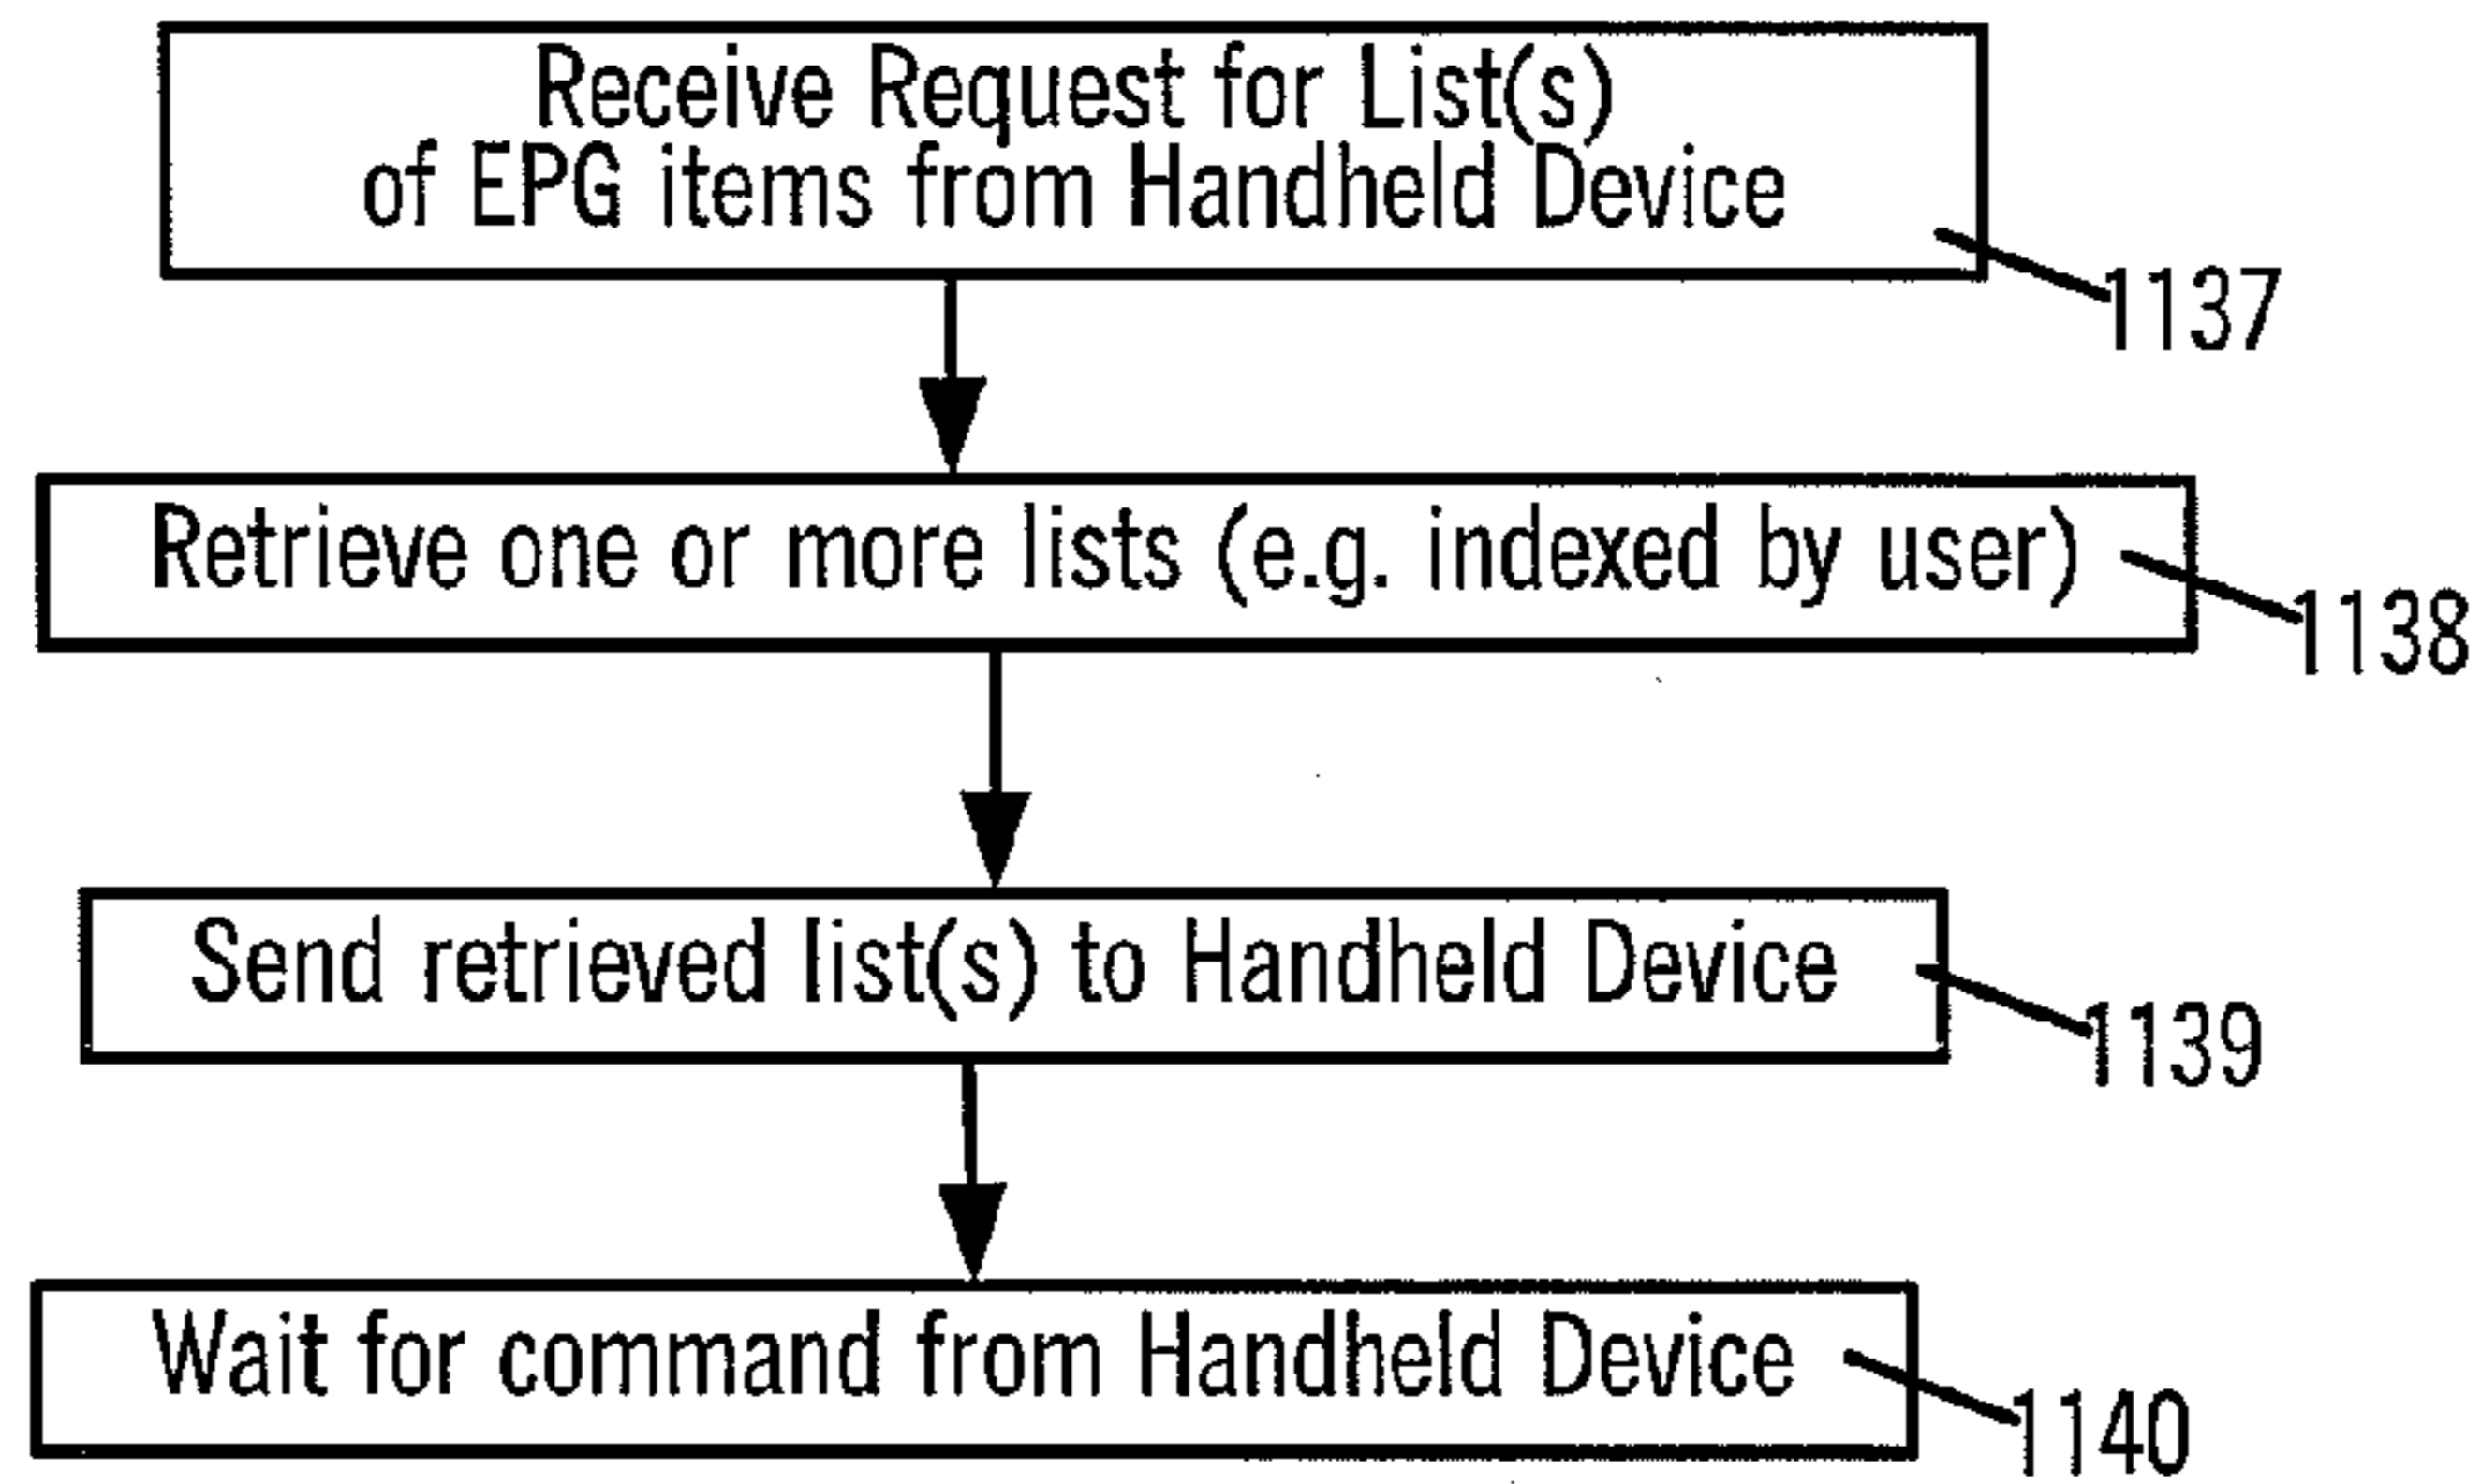 Receive Request for List(s)
of EPG items from Handheld Device
1137
Retrieve one or more lists (e.g. indexed by user)
1138
Send retrieved list(s) to Handheld Device
1139
Wait for command from Handheld Device
1140